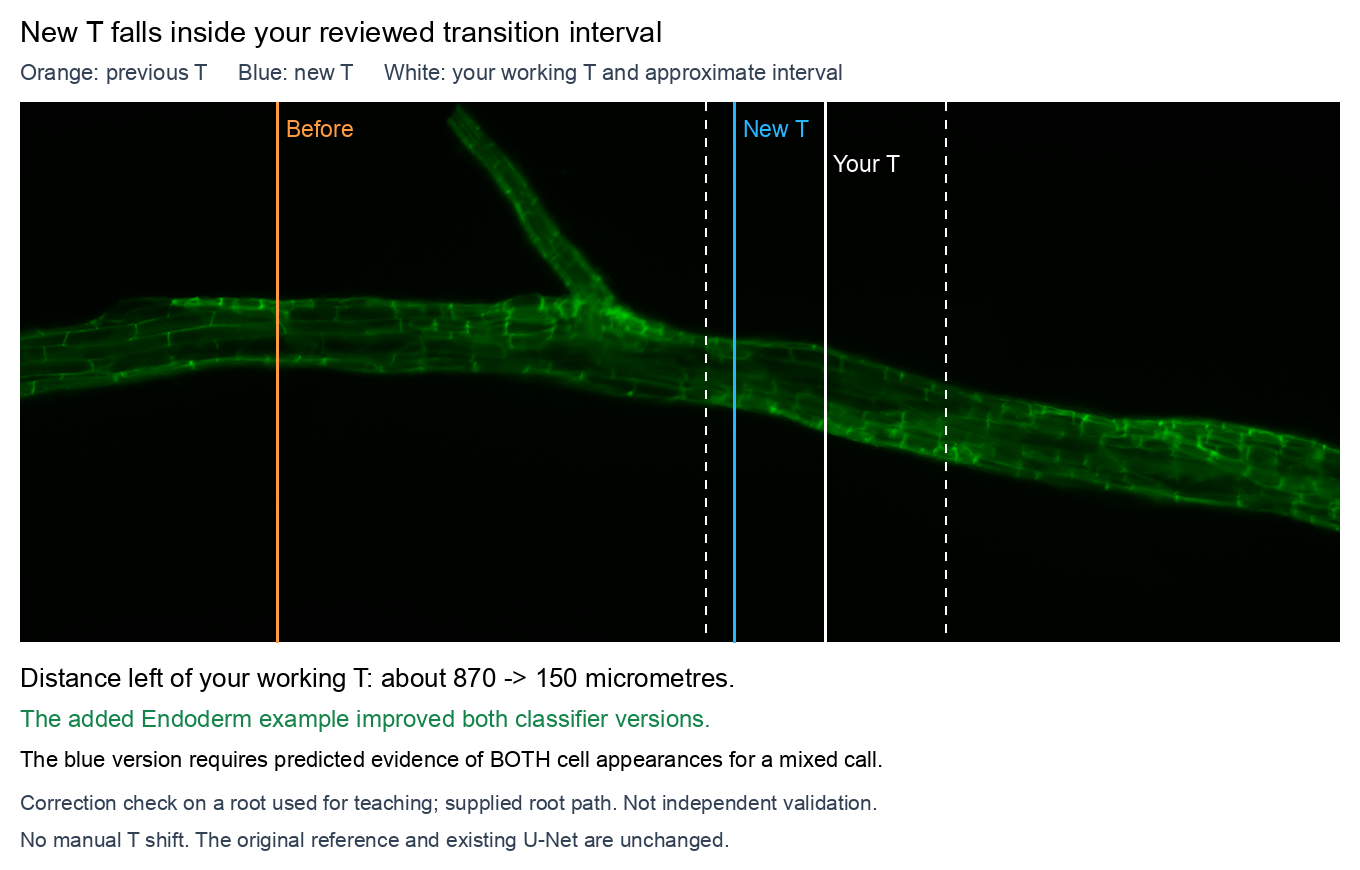 New T falls inside your reviewed transition interval
Orange: previous T Blue: new T White: your working T and approximate interval
Before
New T
Your T
Distance left of your working T: about 870 -> 150 micrometres.
The added Endoderm example improved both classifier versions.
The blue version requires predicted evidence of BOTH cell appearances for a mixed call.
Correction check on a root used for teaching; supplied root path. Not independent validation.
No manual T shift. The original reference and existing U-Net are unchanged.